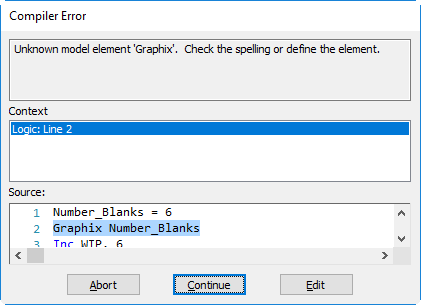 Compiler Error
Unknown model element 'Graphix'.  Check the spelling or define the element.
Context
Logic: Line 2
Source:
1 Number_Blanks = 6
2 Graphix Number_Blanks
3 Inc WIP, 6
Abort Continue Edit